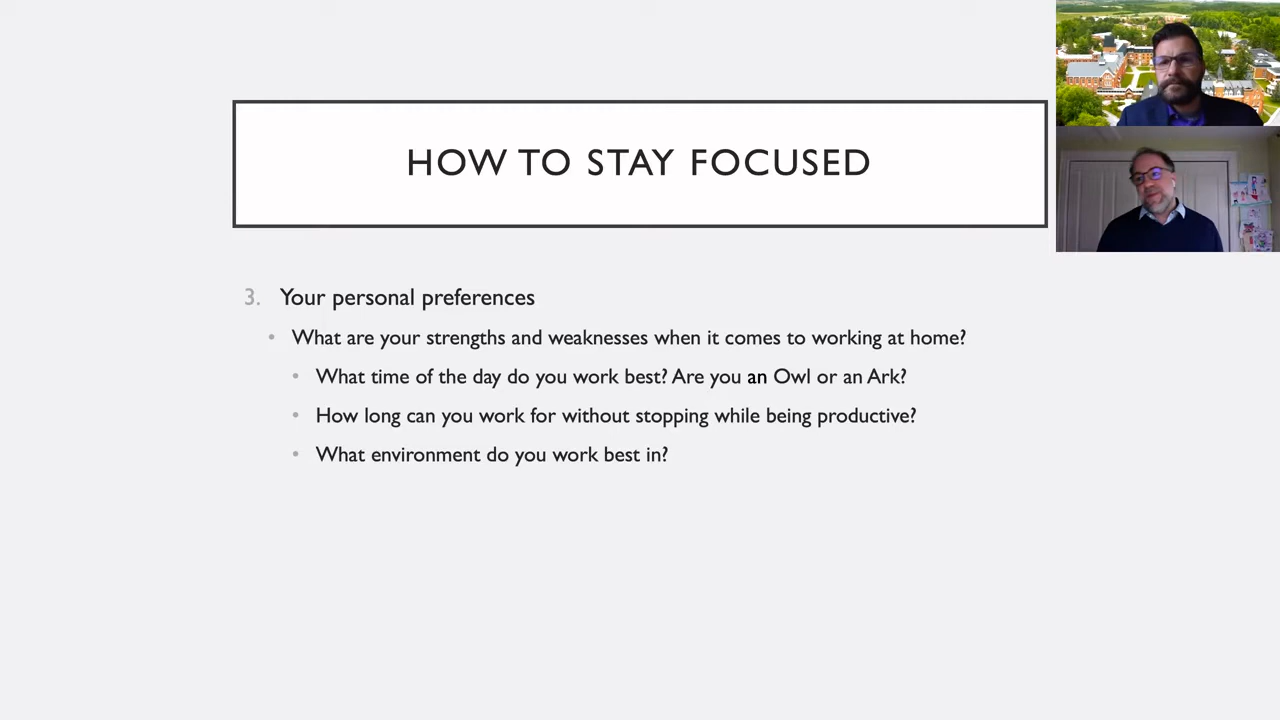 HOW TO STAY FOCUSED
3. Your personal preferences
• What are your strengths and weaknesses when it comes to working at home?
• What time of the day do you work best? Are you an Owl or an Ark?
• How long can you work for without stopping while being productive?
• What environment do you work best in?